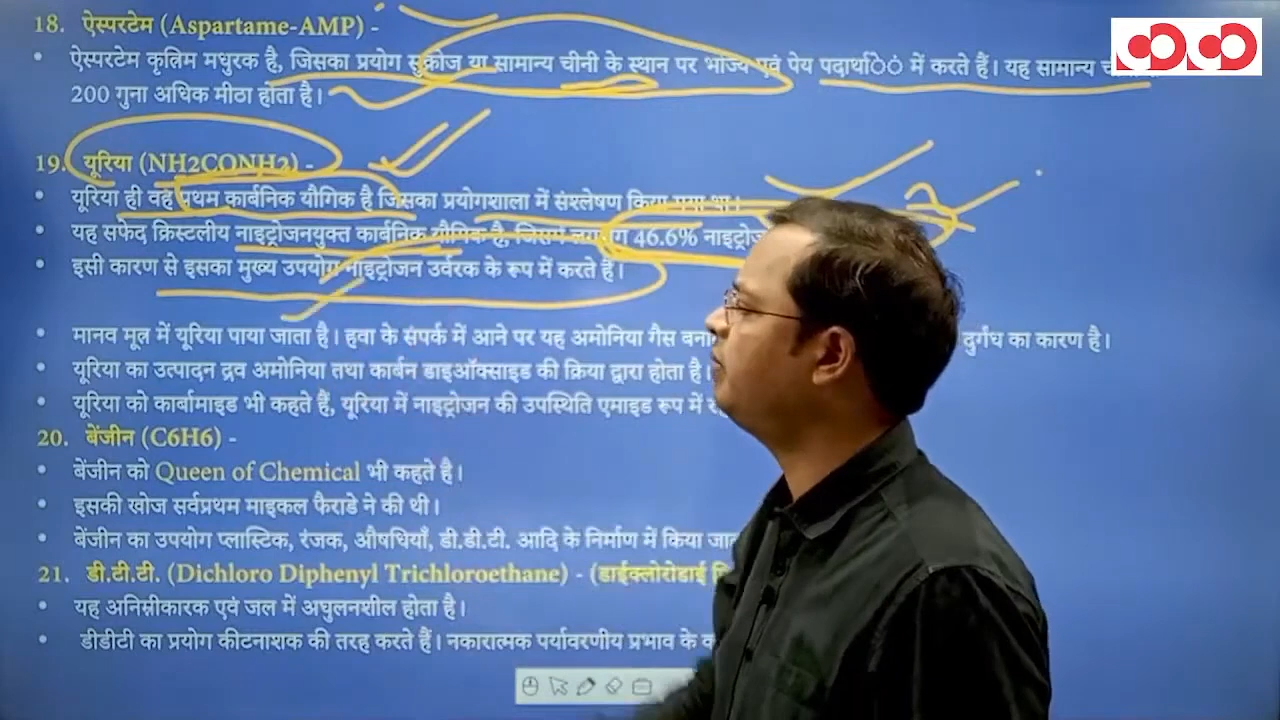 18. ऐस्परटेम (Aspartame-AMP) -
• ऐस्परटेम कृत्रिम मधुरक है, जिसका प्रयोग सुक्रोज या सामान्य चीनी के स्थान पर भोज्य एवं पेय पदार्थाें में करते हैं। यह सामान्य
200 गुना अधिक मीठा होता है।
19. यूरिया (NH2CONH2) -
• यूरिया ही वह प्रथम कार्बनिक यौगिक है जिसका प्रयोगशाला में संश्लेषण किया गया था।
• यह सफेद क्रिस्टलीय नाइट्रोजनयुक्त कार्बनिक यौगिक है, जिसमें लगभग 46.6%
• इसी कारण से इसका मुख्य उपयोग नाइट्रोजन उर्वरक के रूप में करते हैं।
• मानव मूत्र में यूरिया पाया जाता है। हवा के संपर्क में आने पर यह अमोनिया गैस दुर्गंध का कारण है।
• यूरिया का उत्पादन द्रव अमोनिया तथा कार्बन डाइऑक्साइड की क्रिया द्वारा होता है।
• यूरिया को कार्बामाइड भी कहते हैं, यूरिया में नाइट्रोजन की उपस्थिति एमाइड रूप में
20. बेंजीन (C6H6) -
• बेंजीन को Queen of Chemical भी कहते है।
• इसकी खोज सर्वप्रथम माइकल फैराडे ने की थी।
• बेंजीन का उपयोग प्लास्टिक, रंजक, औषधियाँ, डी.डी.टी. आदि के निर्माण में किया
21. डी.टी.टी. (Dichloro Diphenyl Trichloroethane) - (डाईक्लोरोडाई
• यह अनिम्नीकारक एवं जल में अघुलनशील होता है।
• डीडीटी का प्रयोग कीटनाशक की तरह करते हैं। नकारात्मक पर्यावरणीय प्रभाव के